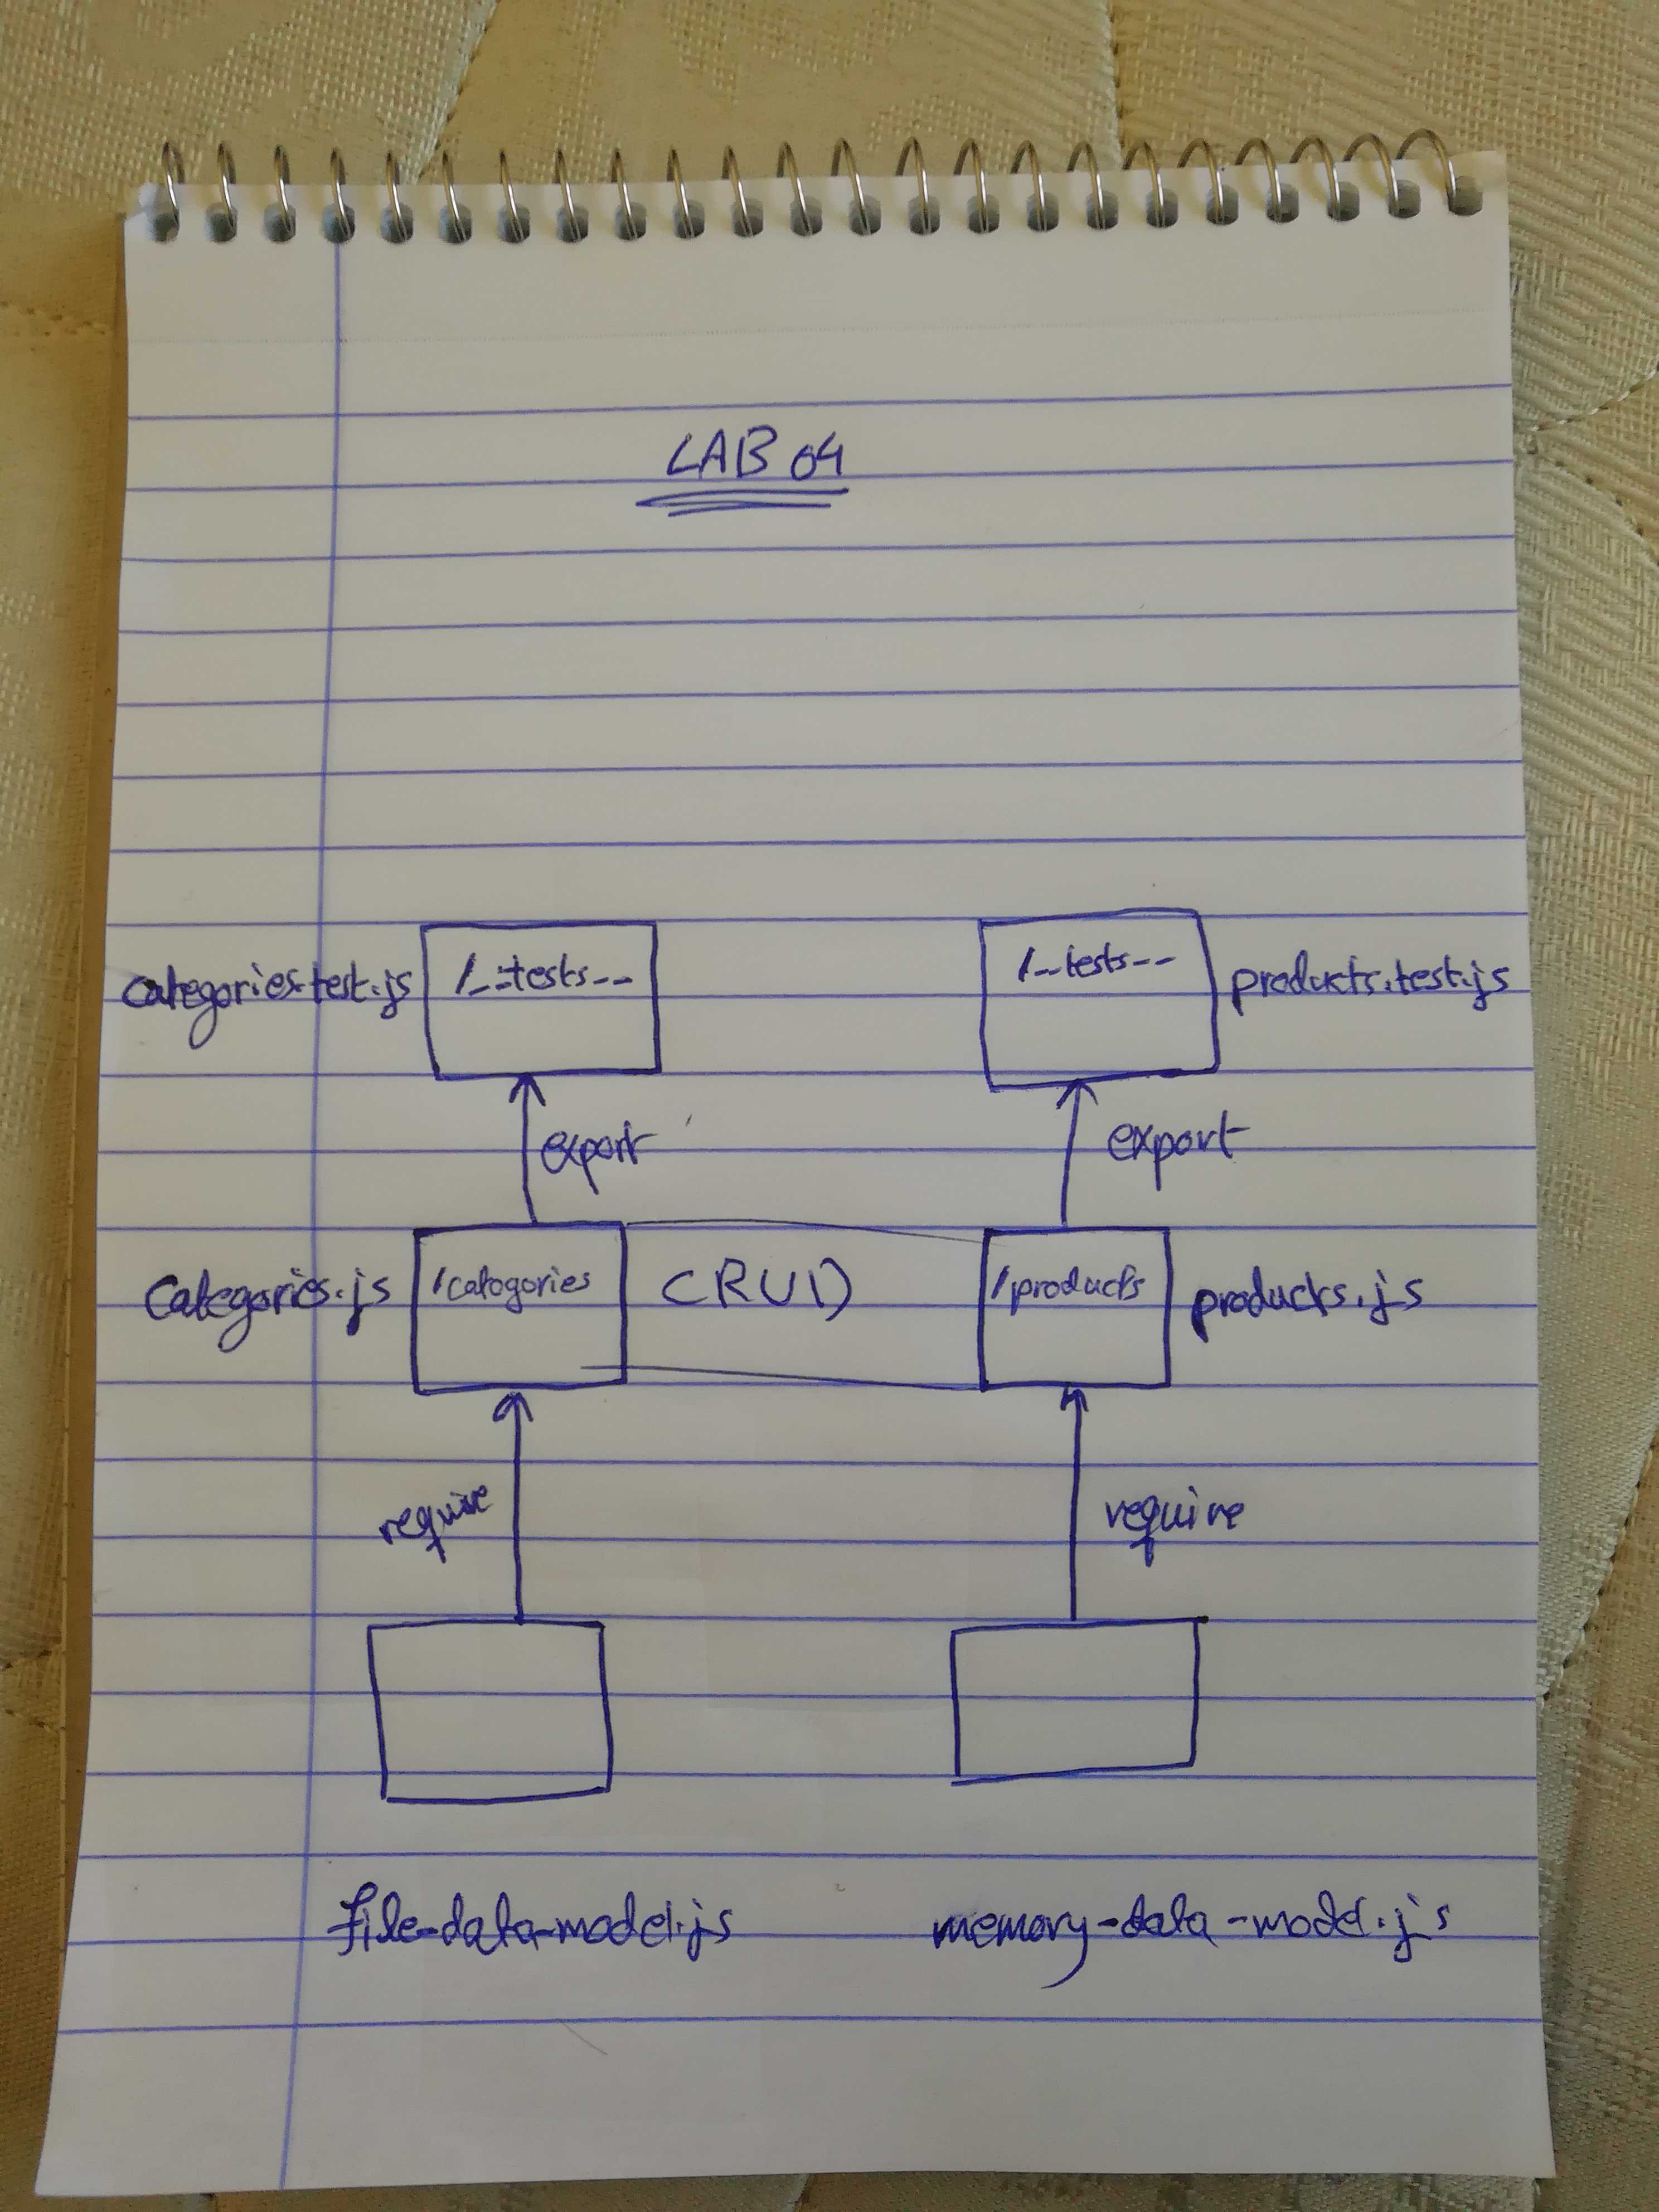 LAB 04
categories.test.js /__tests__ /__tests__ products.test.js
export export
Categories.js /catogories CRUD /products products.js
require require
file-data-model.js memory-data-model.js